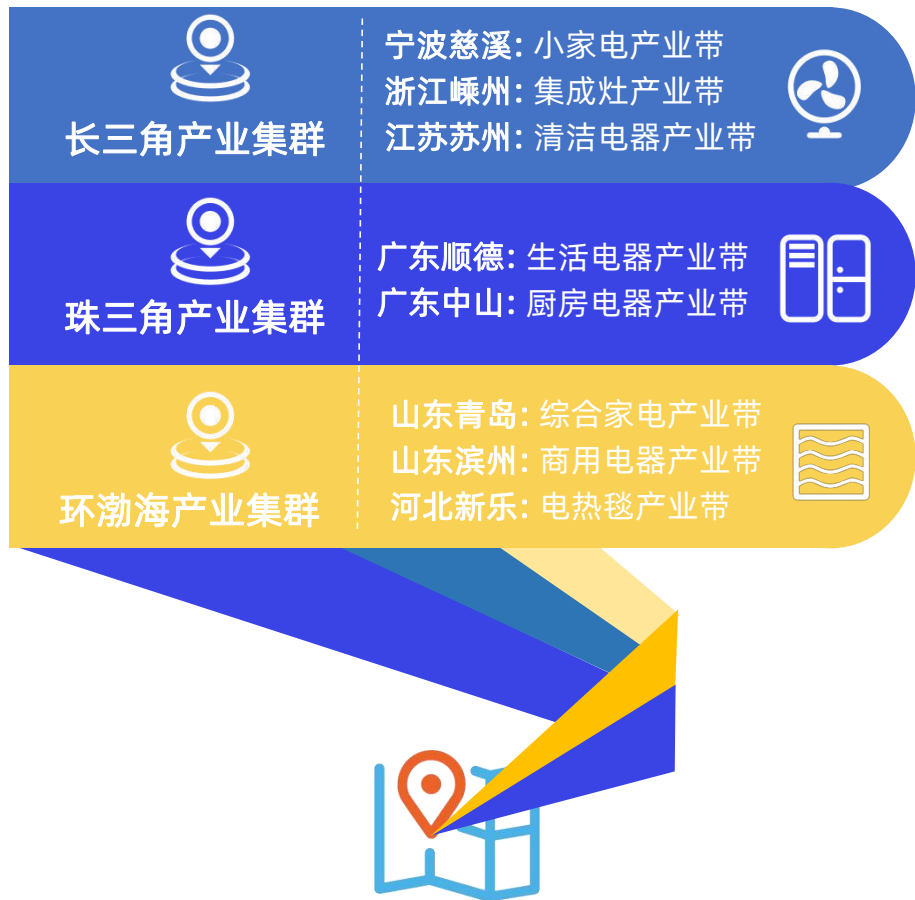 长三角产业集群
宁波慈溪：小家电产业带
浙江嵊州：集成灶产业带
江苏苏州：清洁电器产业带
珠三角产业集群
广东顺德：生活电器产业带
广东中山：厨房电器产业带
环渤海产业集群
山东青岛：综合家电产业带
山东滨州：商用电器产业带
河北新乐：电热毯产业带